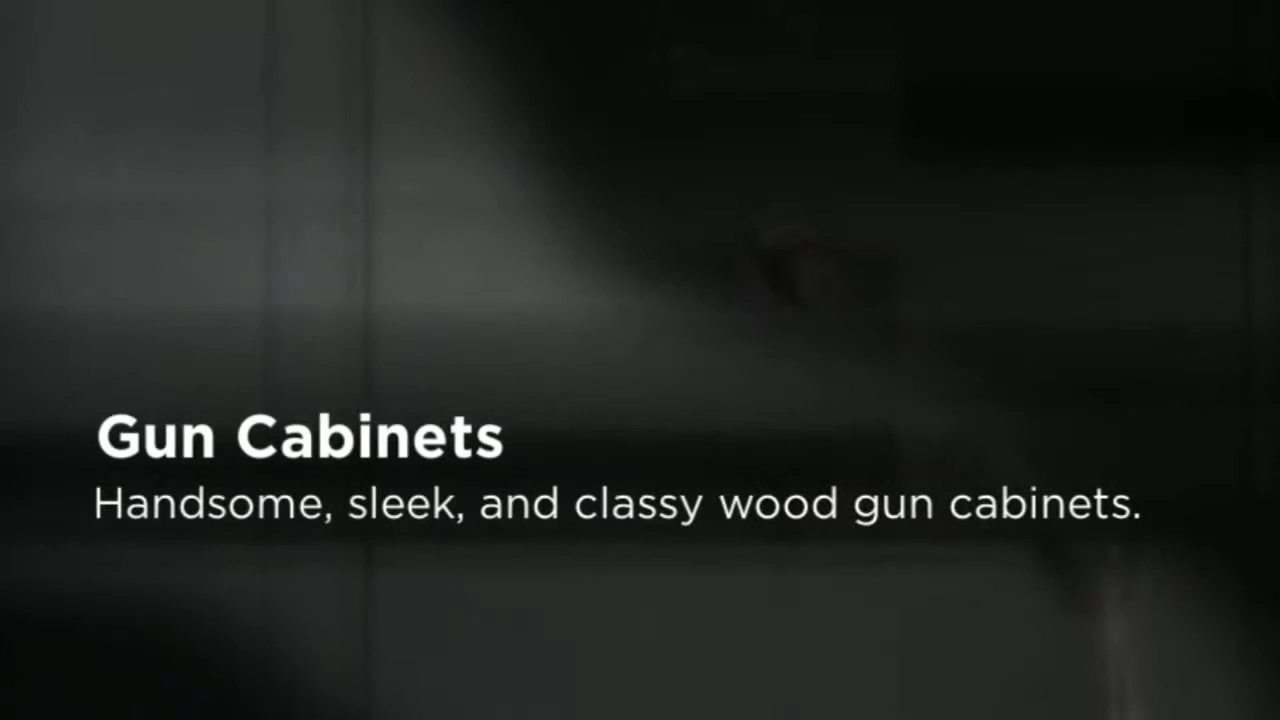 Gun Cabinets
Handsome, sleek, and classy wood gun cabinets.